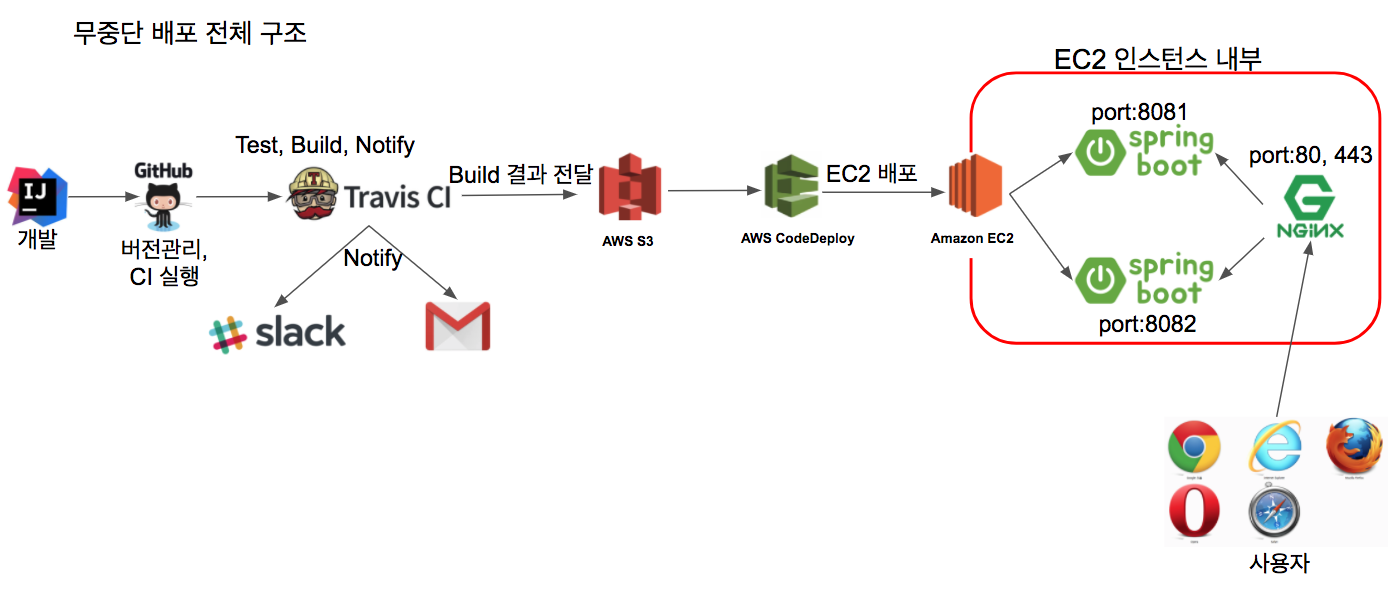 무중단 배포 전체 구조
EC2 인스턴스 내부
port:8081
spring
boot
port:80, 443
NGINX
Test, Build, Notify
GitHub
IJ
개발
버전관리,
CI 실행
T
Travis CI
Build 결과 전달
AWS S3
AWS CodeDeploy
EC2 배포
Amazon EC2
Notify
slack
spring
boot
port:8082
사용자